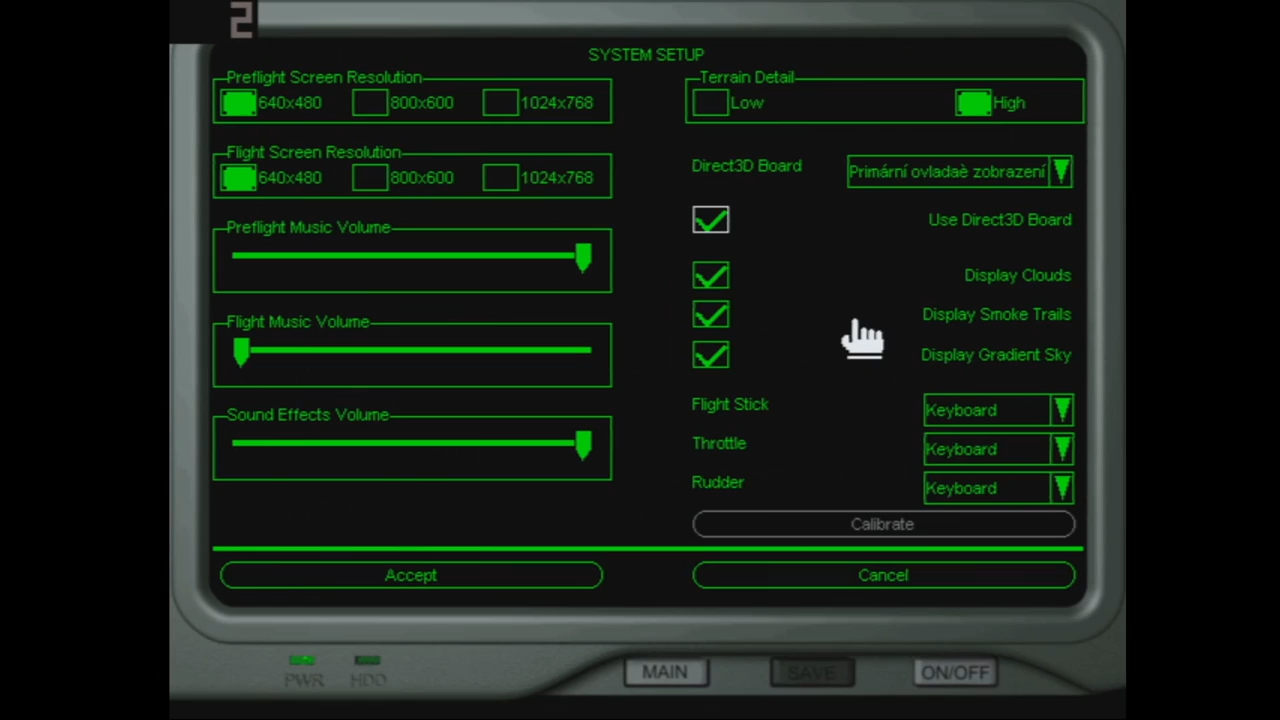 2
SYSTEM SETUP
Preflight Screen Resolution
640x480 800x600 1024x768
Flight Screen Resolution
640x480 800x600 1024x768
Preflight Music Volume
Flight Music Volume
Sound Effects Volume
Terrain Detail
Low High
Direct3D Board Primární ovladaè zobrazení
Use Direct3D Board
Display Clouds
Display Smoke Trails
Display Gradient Sky
Flight Stick Keyboard
Throttle Keyboard
Rudder Keyboard
Calibrate
Accept Cancel
PWR HDD MAIN SAVE ON/OFF